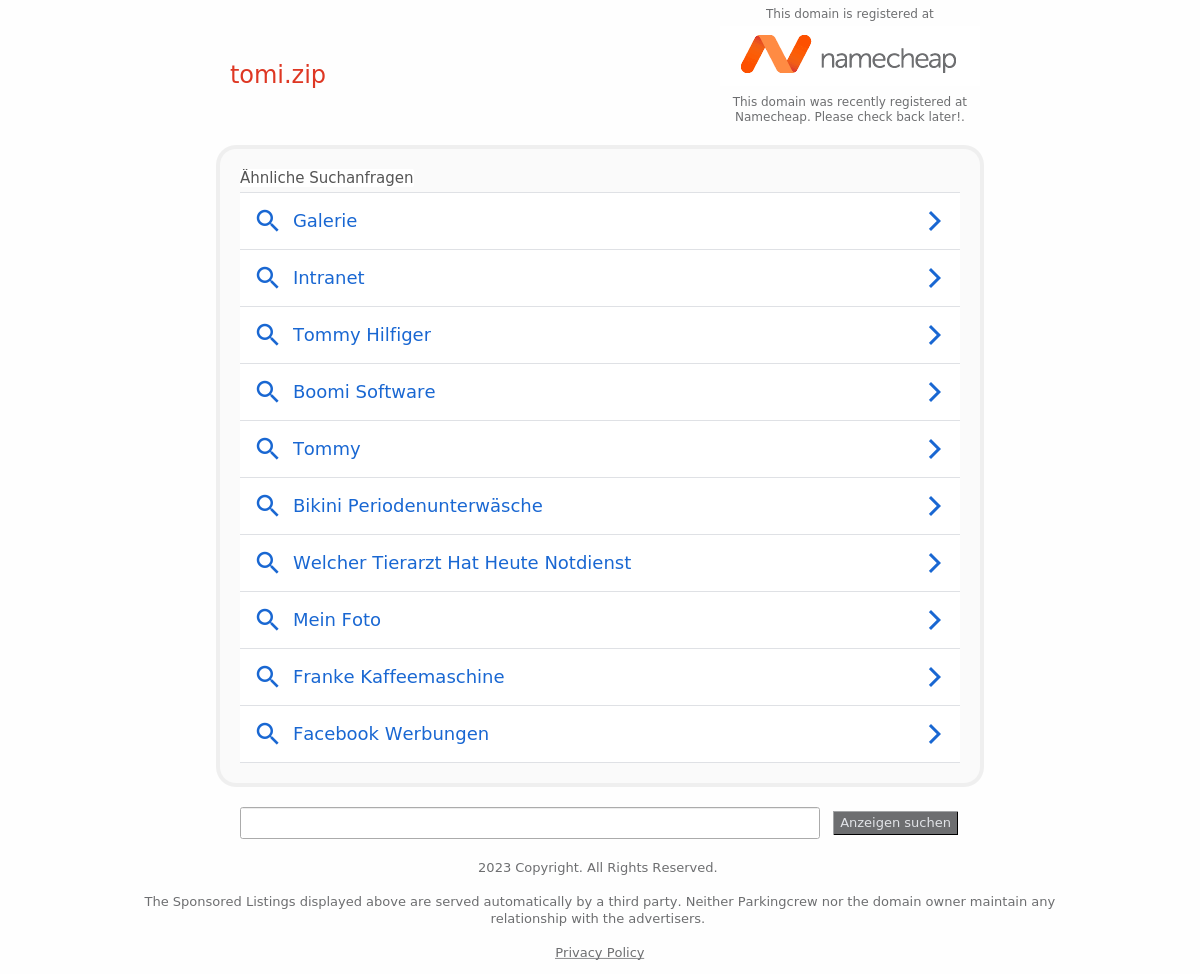 This domain is registered at
namecheap
tomi.zip
This domain was recently registered at
Namecheap. Please check back later!.
Ähnliche Suchanfragen
Galerie
Intranet
Tommy Hilfiger
Boomi Software
Tommy
Bikini Periodenunterwäsche
Welcher Tierarzt Hat Heute Notdienst
Mein Foto
Franke Kaffeemaschine
Facebook Werbungen
Anzeigen suchen
2023 Copyright. All Rights Reserved.
The Sponsored Listings displayed above are served automatically by a third party. Neither Parkingcrew nor the domain owner maintain any
relationship with the advertisers.
Privacy Policy